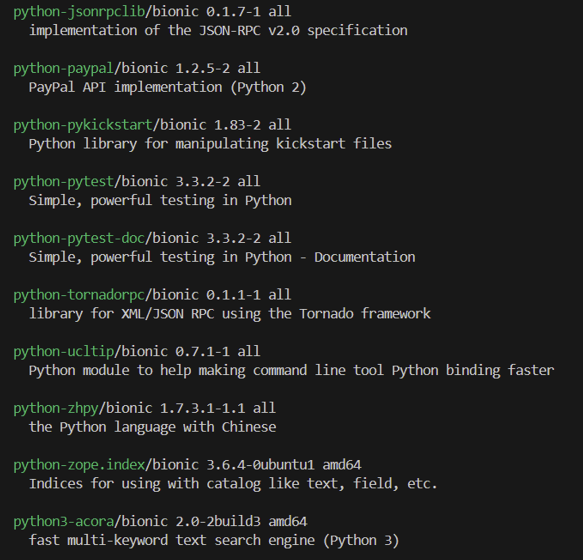 python-jsonrpclib/bionic 0.1.7-1 all
implementation of the JSON-RPC v2.0 specification
python-paypal/bionic 1.2.5-2 all
PayPal API implementation (Python 2)
python-pykickstart/bionic 1.83-2 all
Python library for manipulating kickstart files
python-pytest/bionic 3.3.2-2 all
Simple, powerful testing in Python
python-pytest-doc/bionic 3.3.2-2 all
Simple, powerful testing in Python - Documentation
python-tornadorpc/bionic 0.1.1-1 all
library for XML/JSON RPC using the Tornado framework
python-ucltip/bionic 0.7.1-1 all
Python module to help making command line tool Python binding faster
python-zhpy/bionic 1.7.3.1-1.1 all
the Python language with Chinese
python-zope.index/bionic 3.6.4-0ubuntu1 amd64
Indices for using with catalog like text, field, etc.
python3-acora/bionic 2.0-2build3 amd64
fast multi-keyword text search engine (Python 3)